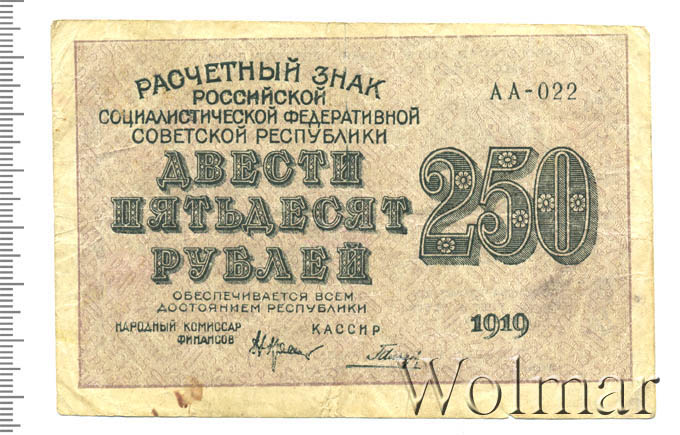 РАСЧЕТНЫЙ ЗНАК
РОССИЙСКОЙ
СОЦИАЛИСТИЧЕСКОЙ ФЕДЕРАТИВНОЙ
СОВЕТСКОЙ РЕСПУБЛИКИ
АА-022
ДВЕСТИ
ПЯТЬДЕСЯТ
РУБЛЕЙ
250
ОБЕСПЕЧИВАЕТСЯ ВСЕМ
ДОСТОЯНИЕМ РЕСПУБЛИКИ
НАРОДНЫЙ КОМИССАР
ФИНАНСОВ
КАССИР
1919
Wolmar